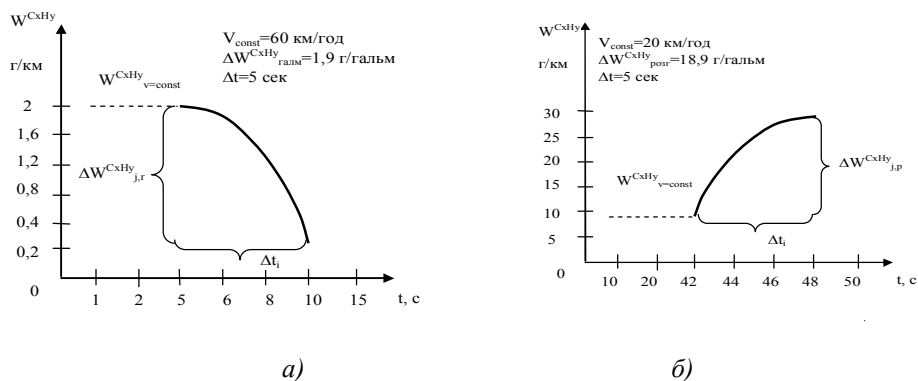 W^CxHy
г/км
V_const=60 км/год
ΔW^CxHy_галм=1,9 г/гальм
Δt=5 сек
W^CxHy_v=const
2
1,6
1,2
0,8
0,4
0,2
0
ΔW^CxHy_j,г
Δt_i
1 2 5 6 8 10 15 t, с
а)
W^CxHy
г/км
V_const=20 км/год
ΔW^CxHy_розг=18,9 г/гальм
Δt=5 сек
30
25
20
15
10
5
0
W^CxHy_v=const
ΔW^CxHy_j,р
Δt_i
10 20 42 44 46 48 50 t, с
б)